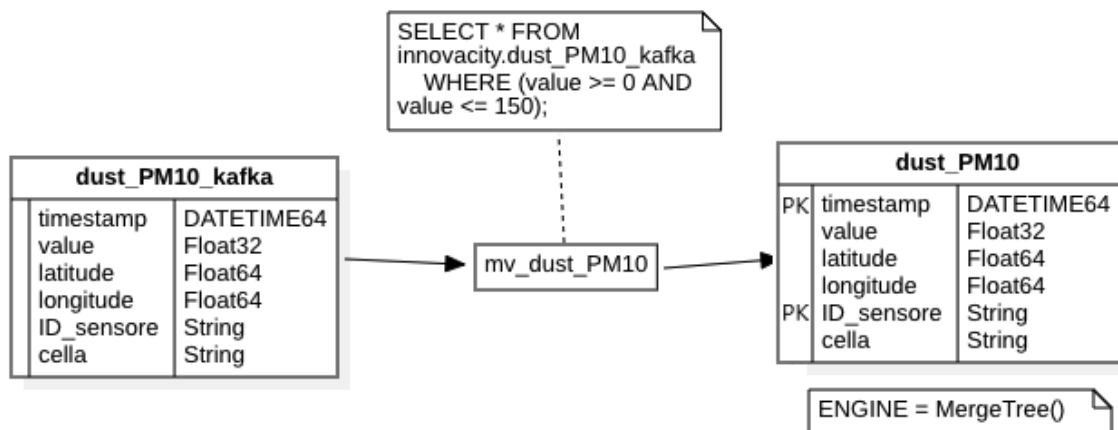 SELECT * FROM
innovacity.dust_PM10_kafka
WHERE (value >= 0 AND
value <= 150);
dust_PM10_kafka
timestamp DATETIME64
value Float32
latitude Float64
longitude Float64
ID_sensore String
cella String
mv_dust_PM10
dust_PM10
PK timestamp DATETIME64
value Float32
latitude Float64
longitude Float64
PK ID_sensore String
cella String
ENGINE = MergeTree()